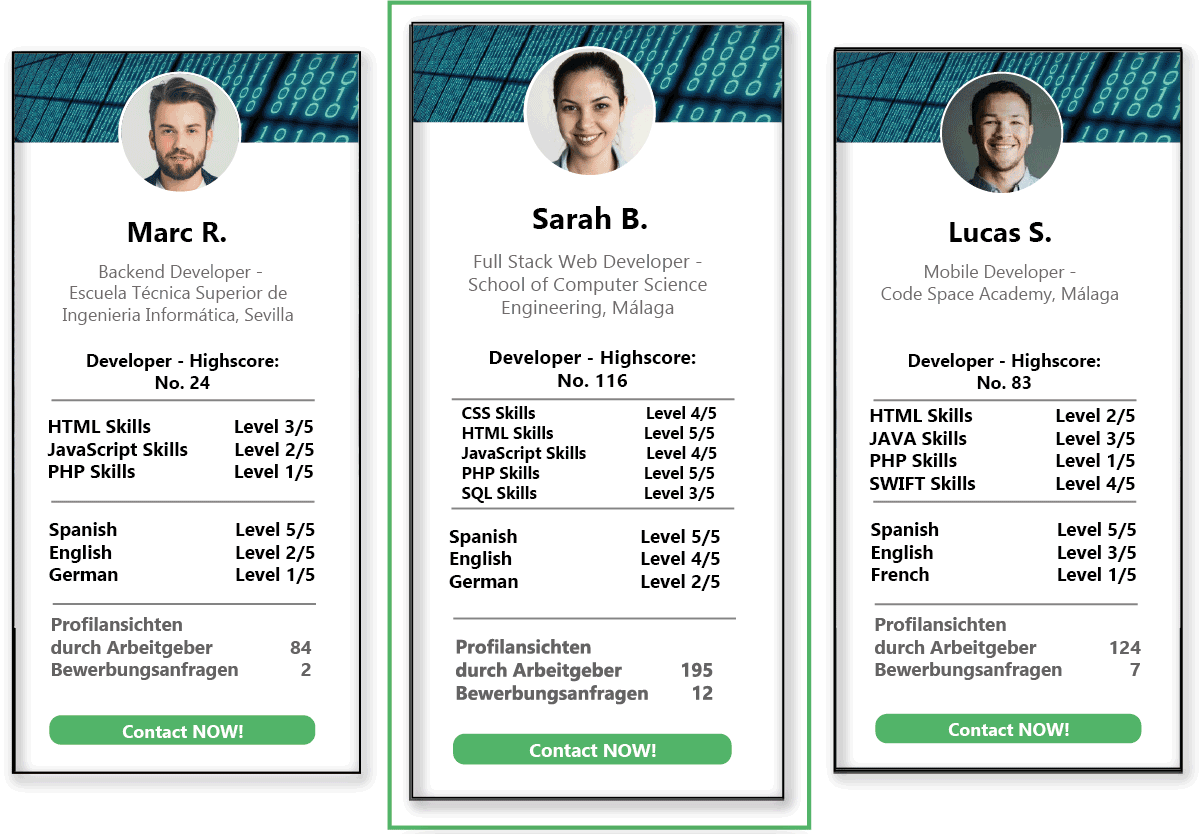 Marc R.
Backend Developer -
Escuela Técnica Superior de
Ingenieria Informática, Sevilla
Developer - Highscore:
No. 24
HTML Skills Level 3/5
JavaScript Skills Level 2/5
PHP Skills Level 1/5
Spanish Level 5/5
English Level 2/5
German Level 1/5
Profilansichten
durch Arbeitgeber 84
Bewerbungsanfragen 2
Contact NOW!
Sarah B.
Full Stack Web Developer -
School of Computer Science
Engineering, Málaga
Developer - Highscore:
No. 116
CSS Skills Level 4/5
HTML Skills Level 5/5
JavaScript Skills Level 4/5
PHP Skills Level 5/5
SQL Skills Level 3/5
Spanish Level 5/5
English Level 4/5
German Level 2/5
Profilansichten
durch Arbeitgeber 195
Bewerbungsanfragen 12
Contact NOW!
Lucas S.
Mobile Developer -
Code Space Academy, Málaga
Developer - Highscore:
No. 83
HTML Skills Level 2/5
JAVA Skills Level 3/5
PHP Skills Level 1/5
SWIFT Skills Level 4/5
Spanish Level 5/5
English Level 3/5
French Level 1/5
Profilansichten
durch Arbeitgeber 124
Bewerbungsanfragen 7
Contact NOW!